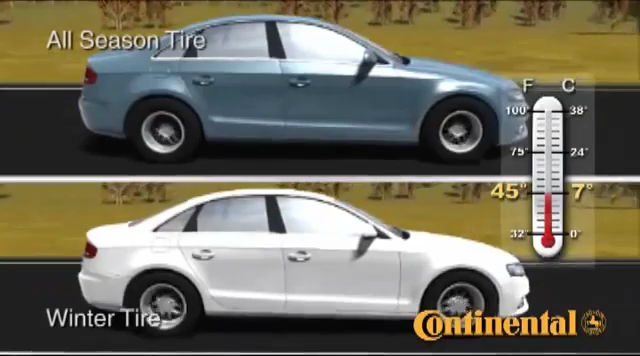 All Season Tire
F C
100° 38°
75° 24°
45° 7°
32° 0°
Winter Tire
Continental